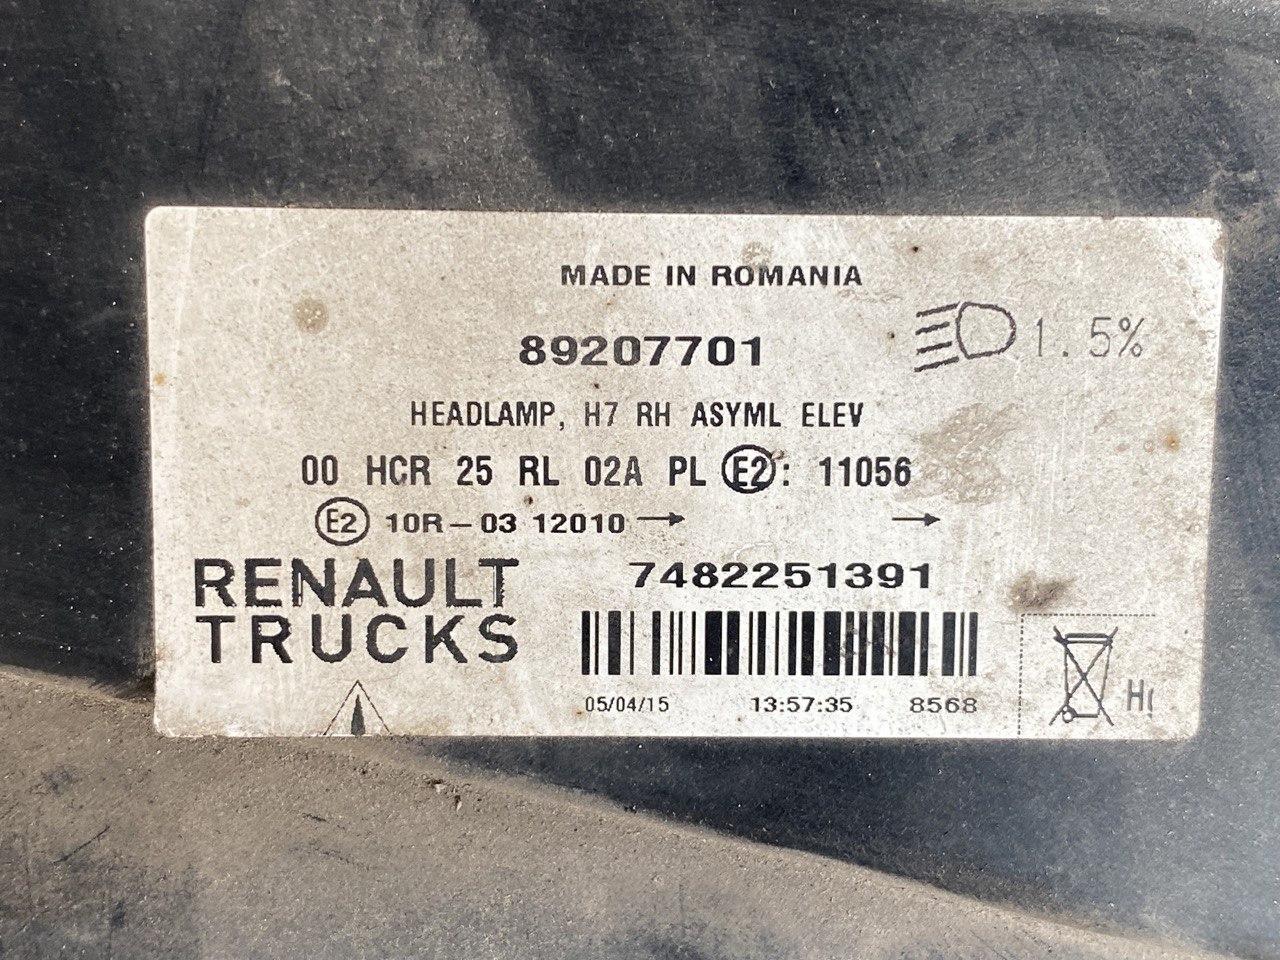 MADE IN ROMANIA
89207701
1.5%
HEADLAMP, H7 RH ASYML ELEV
00 HCR 25 RL 02A PL E2: 11056
E2 10R-03 12010 → →
RENAULT
TRUCKS
7482251391
05/04/15 13:57:35 8568